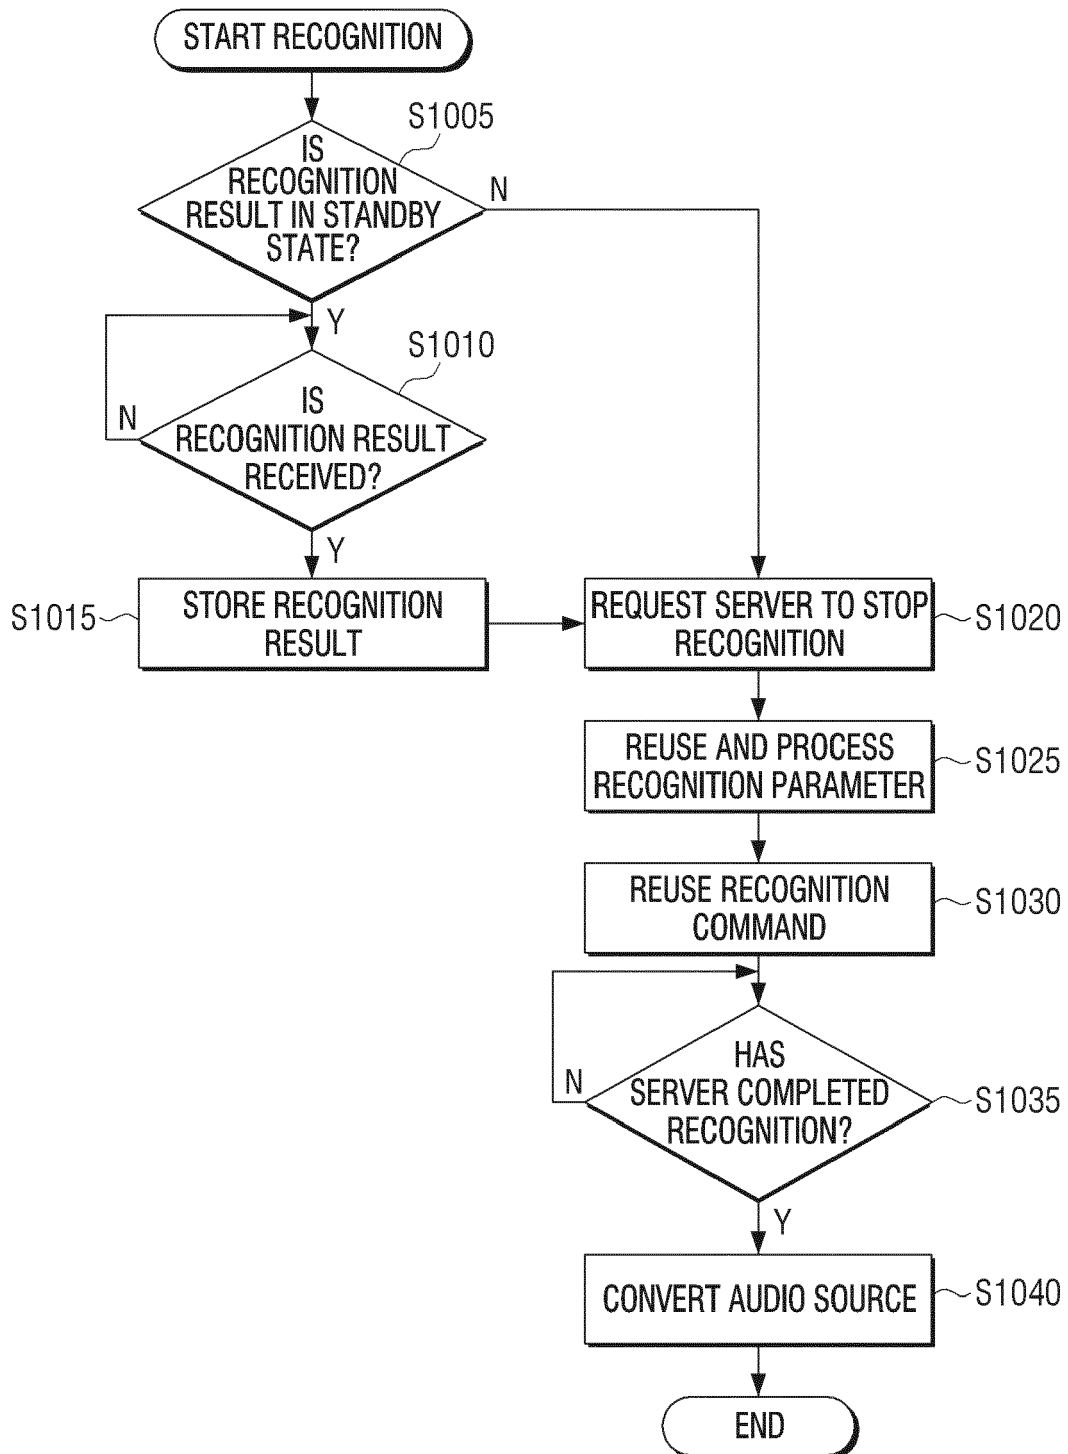 START RECOGNITION
S1005
IS
RECOGNITION
RESULT IN STANDBY
STATE?
N
Y
S1010
IS
RECOGNITION RESULT
RECEIVED?
N
Y
S1015
STORE RECOGNITION
RESULT
REQUEST SERVER TO STOP
RECOGNITION
S1020
REUSE AND PROCESS
RECOGNITION PARAMETER
S1025
REUSE RECOGNITION
COMMAND
S1030
HAS
SERVER COMPLETED
RECOGNITION?
N
S1035
Y
CONVERT AUDIO SOURCE
S1040
END